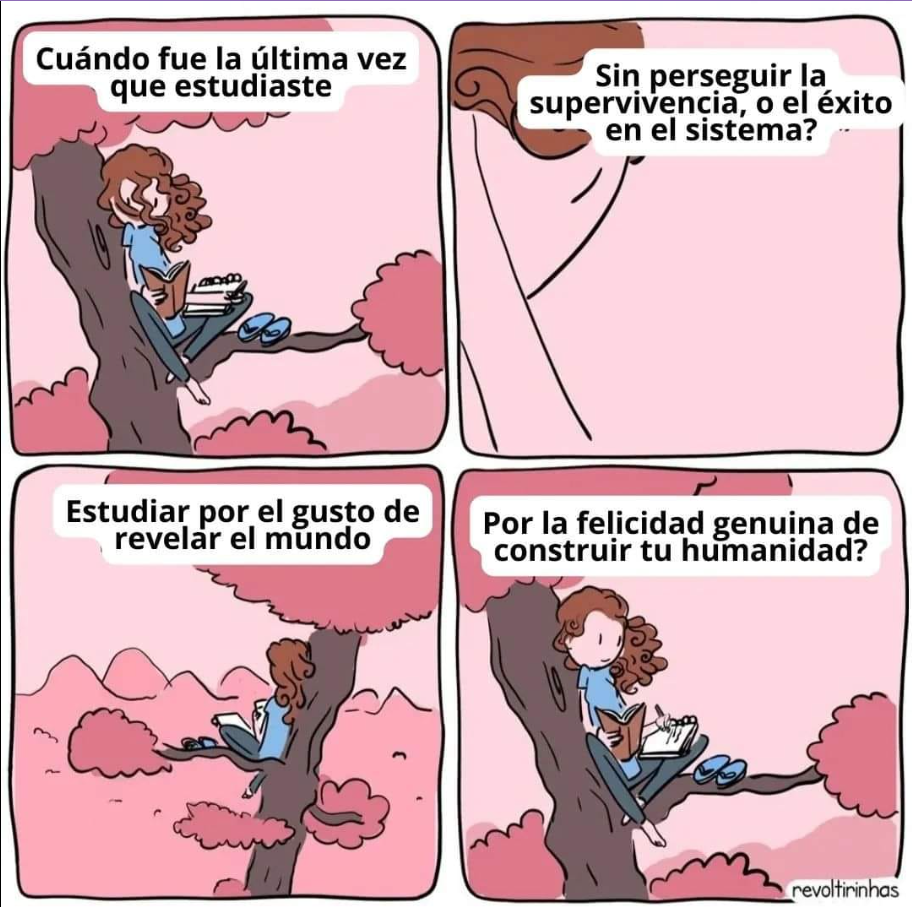 Cuándo fue la última vez
que estudiaste
Sin perseguir la
supervivencia, o el éxito
en el sistema?
Estudiar por el gusto de
revelar el mundo
Por la felicidad genuina de
construir tu humanidad?
revoltirinhas